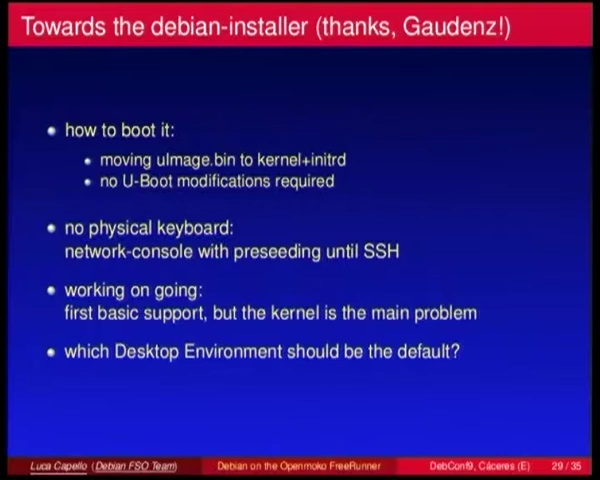 Towards the debian-installer (thanks, Gaudenz!)
how to boot it:
moving uImage.bin to kernel+initrd
no U-Boot modifications required
no physical keyboard:
network-console with preseeding until SSH
working on going:
first basic support, but the kernel is the main problem
which Desktop Environment should be the default?
Luca Capello (Debian FSO Team) Debian on the Openmoko FreeRunner DebConf9, Cáceres (E) 29 / 35